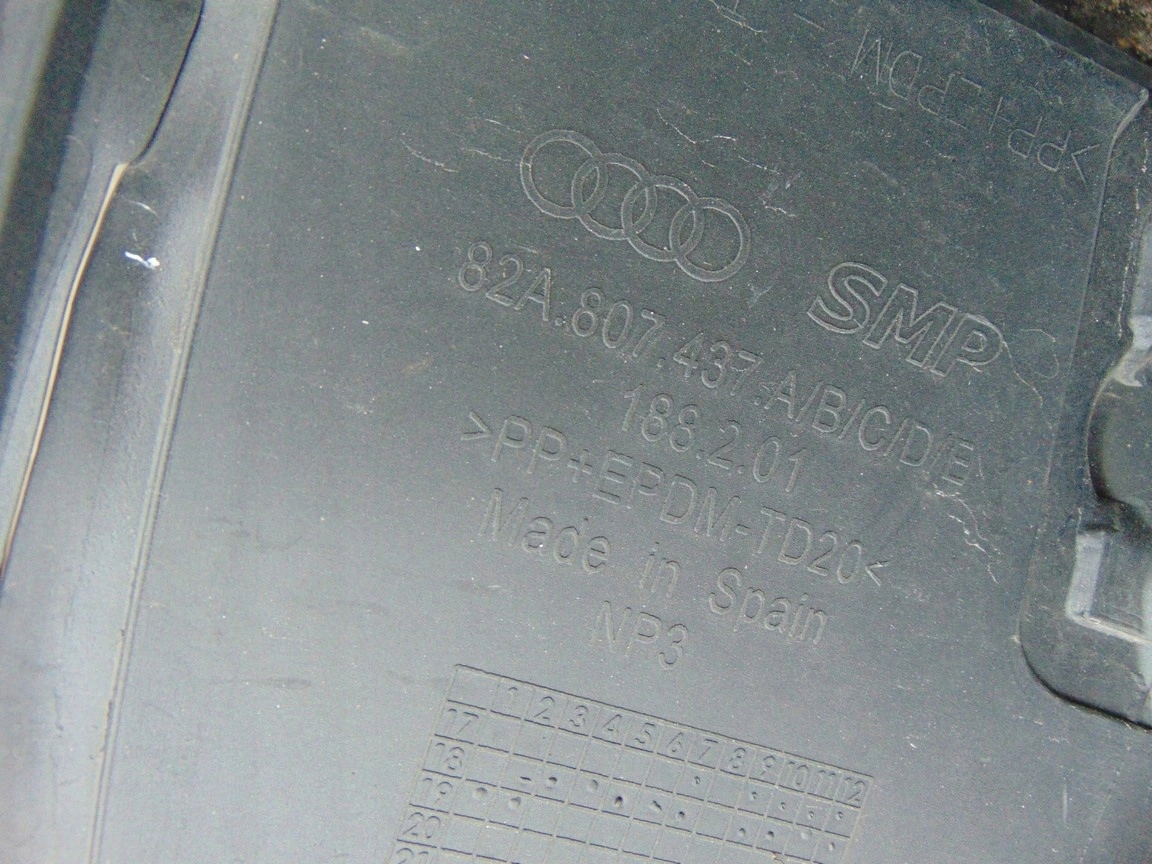 >PP+E PDM
SMP
82A.807.437.A/B/C/D/E
188.2.01
>PP+EPDM-TD20<
Made in Spain
NP3
1 2 3 4 5 6 7 8 9 10 11 12
17
18
19
20